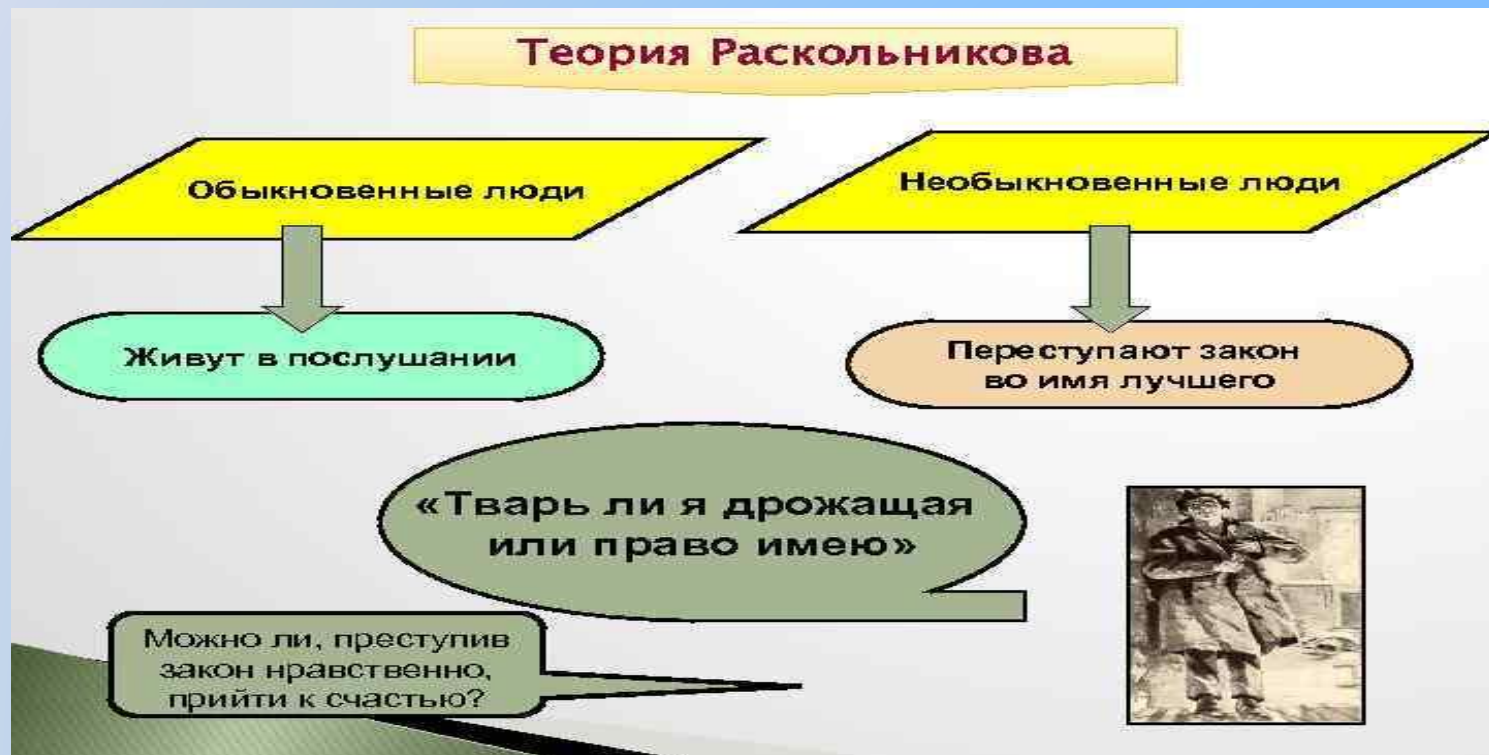 Теория Раскольникова
Обыкновенные люди
Необыкновенные люди
Живут в послушании
Переступают закон
во имя лучшего
«Тварь ли я дрожащая
или право имею»
Можно ли, преступив
закон нравственно,
прийти к счастью?